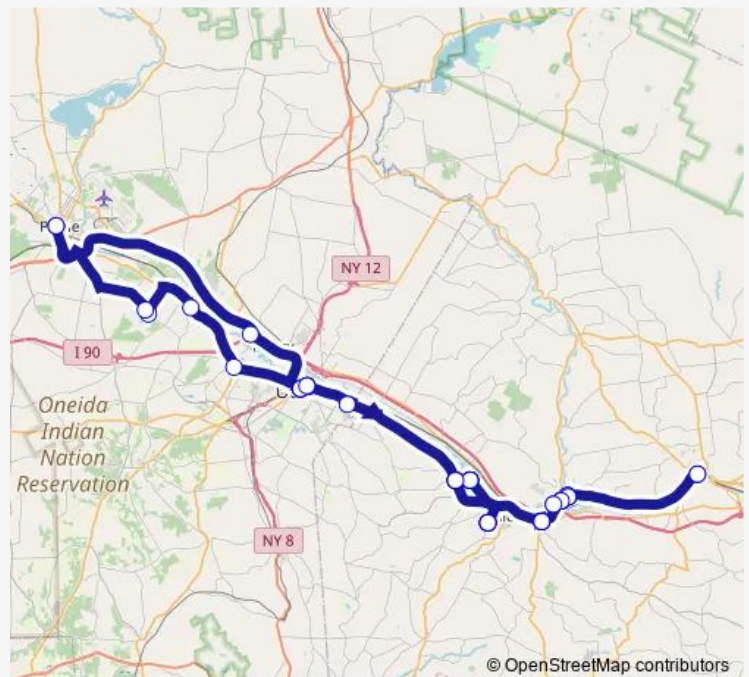 NY 12
I 90
Oneida
Indian
Nation
Reservation
NY 8
© OpenStreetMap contributors